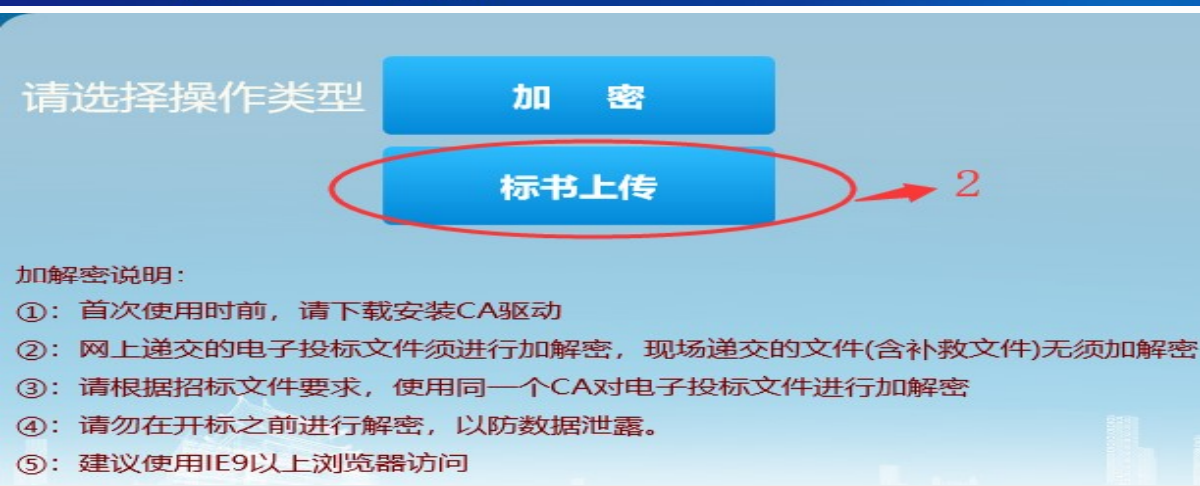 请选择操作类型
加 密
标书上传
2
加解密说明：
①：首次使用时前，请下载安装CA驱动
②：网上递交的电子投标文件须进行加解密，现场递交的文件(含补救文件)无须加解密
③：请根据招标文件要求，使用同一个CA对电子投标文件进行加解密
④：请勿在开标之前进行解密，以防数据泄露。
⑤：建议使用IE9以上浏览器访问